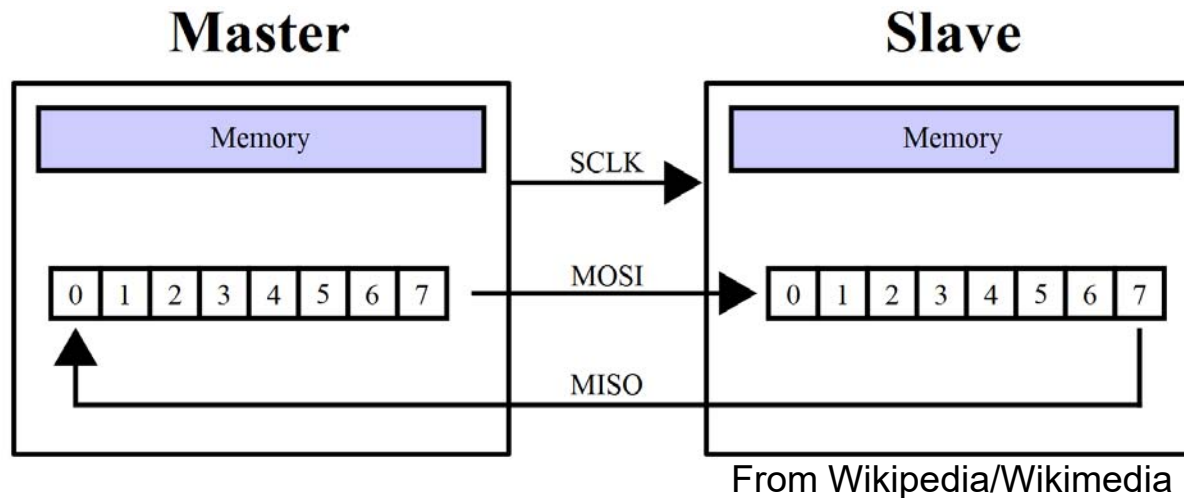 Master Slave
Memory Memory
SCLK
0 1 2 3 4 5 6 7 MOSI 0 1 2 3 4 5 6 7
MISO
From Wikipedia/Wikimedia